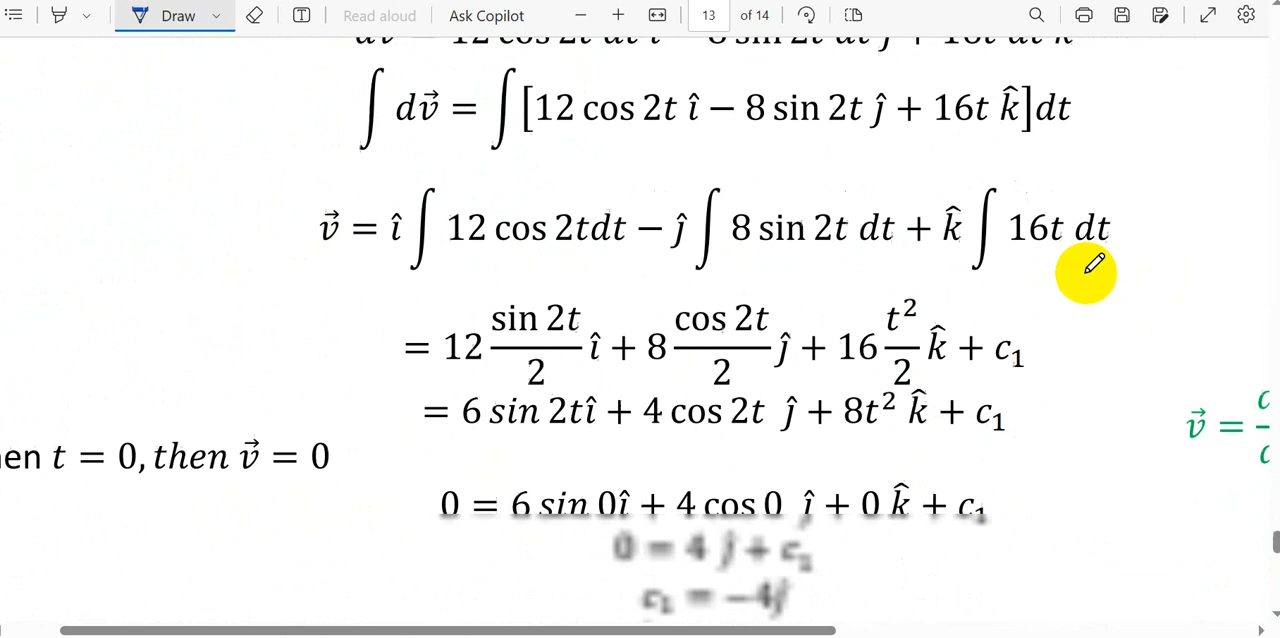 Draw Read aloud Ask Copilot 13 of 14
∫ dv⃗ = ∫ [12 cos 2t î − 8 sin 2t ĵ + 16t k̂] dt
v⃗ = î ∫ 12 cos 2tdt − ĵ ∫ 8 sin 2t dt + k̂ ∫ 16t dt
= 12 sin 2t/2 î + 8 cos 2t/2 ĵ + 16 t²/2 k̂ + c₁
= 6 sin 2tî + 4 cos 2t ĵ + 8t² k̂ + c₁
v⃗ =
t = 0, then v⃗ = 0
0 = 6 sin 0î + 4 cos 0 ĵ + 0 k̂ + c₁
0 = 4 ĵ + c₁
c₁ = −4ĵ